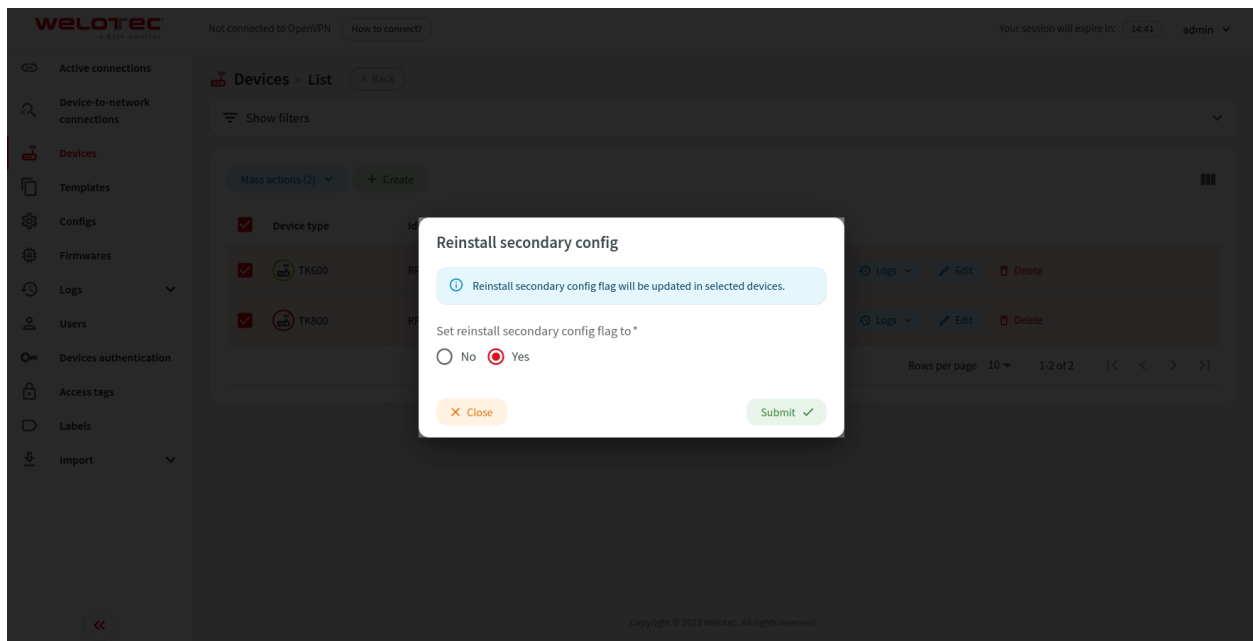 welotec
a byte smarter
Not connected to OpenVPN
How to connect?
Your session will expire in: 14:41
admin
Active connections
Device-to-network
connections
Devices
Templates
Configs
Firmwares
Logs
Users
Devices authentication
Access tags
Labels
Import
Devices > List
Back
Show filters
Mass actions (2)
Create
Device type
TK600
Logs
Edit
Delete
TK800
Logs
Edit
Delete
Rows per page 10
1-2 of 2
Reinstall secondary config
Reinstall secondary config flag will be updated in selected devices.
Set reinstall secondary config flag to *
No
Yes
Close
Submit
Copyright © 2023 Welotec. All rights reserved.